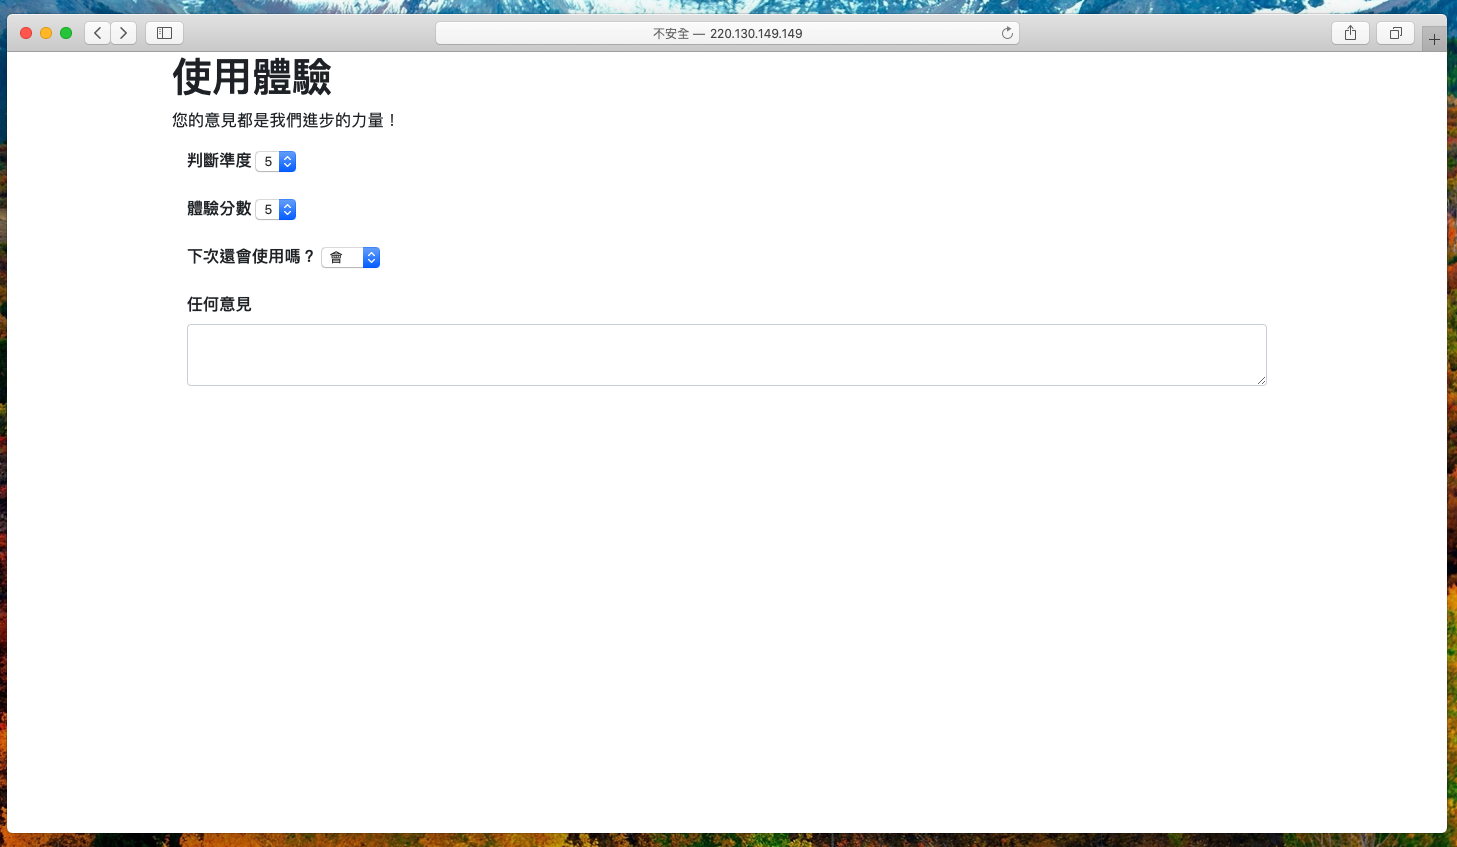 不安全 — 220.130.149.149
使用體驗
您的意見都是我們進步的力量！
判斷準度 5
體驗分數 5
下次還會使用嗎？ 會
任何意見